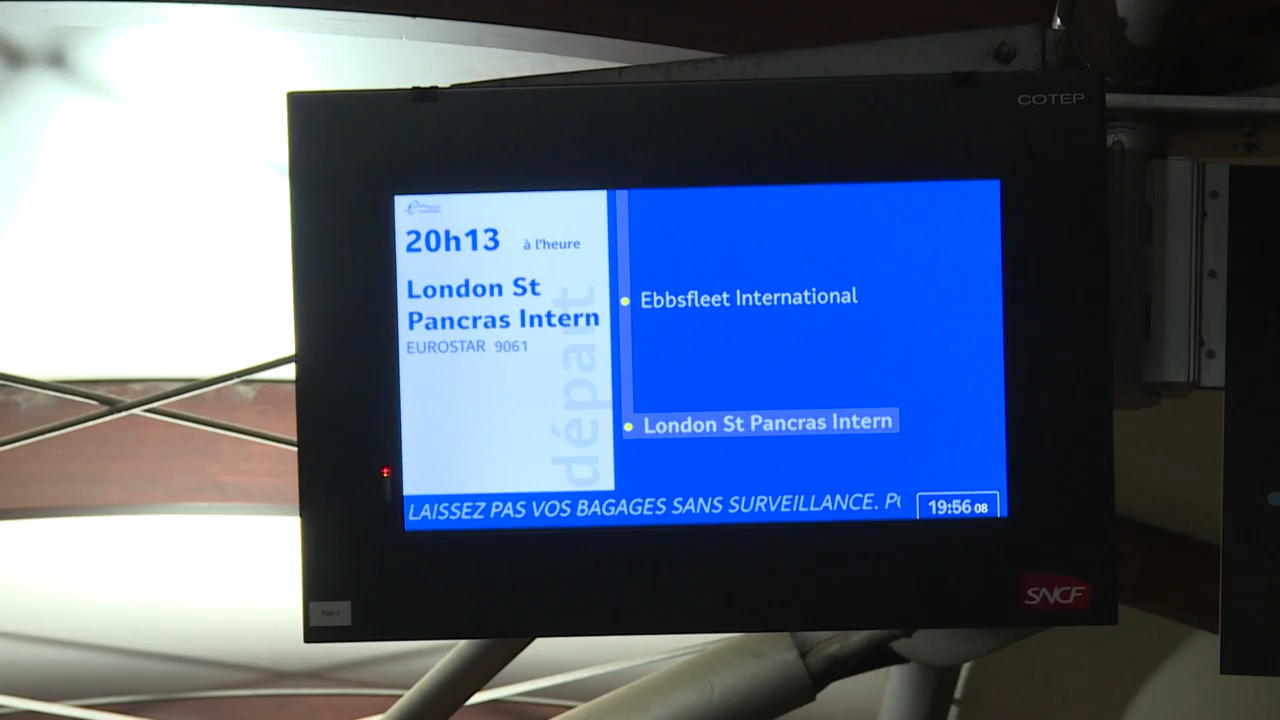 COTEP
20h13 à l'heure
London St
Pancras Intern
EUROSTAR 9061
départ
Ebbsfleet International
London St Pancras Intern
LAISSEZ PAS VOS BAGAGES SANS SURVEILLANCE.
19:56 08
SNCF